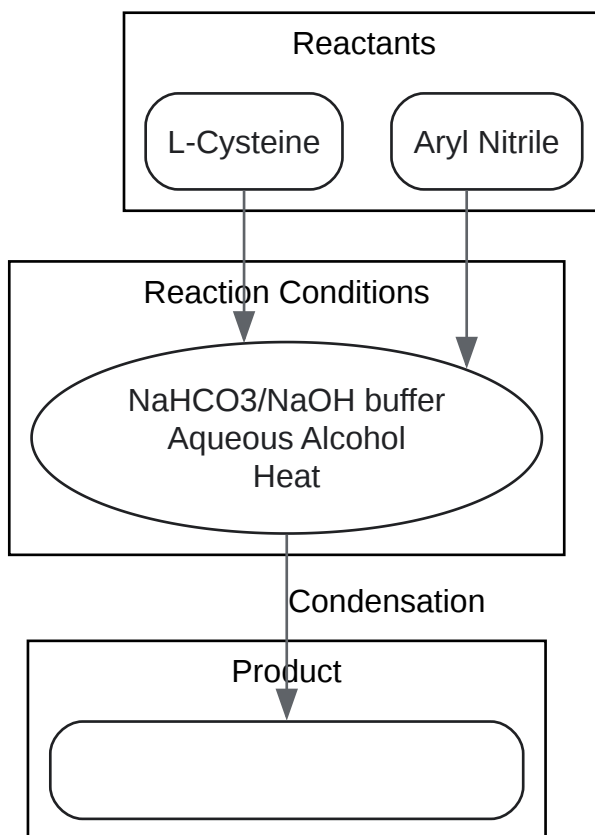 Reactants
L-Cysteine
Aryl Nitrile
Reaction Conditions
NaHCO3/NaOH buffer
Aqueous Alcohol
Heat
Condensation
Product